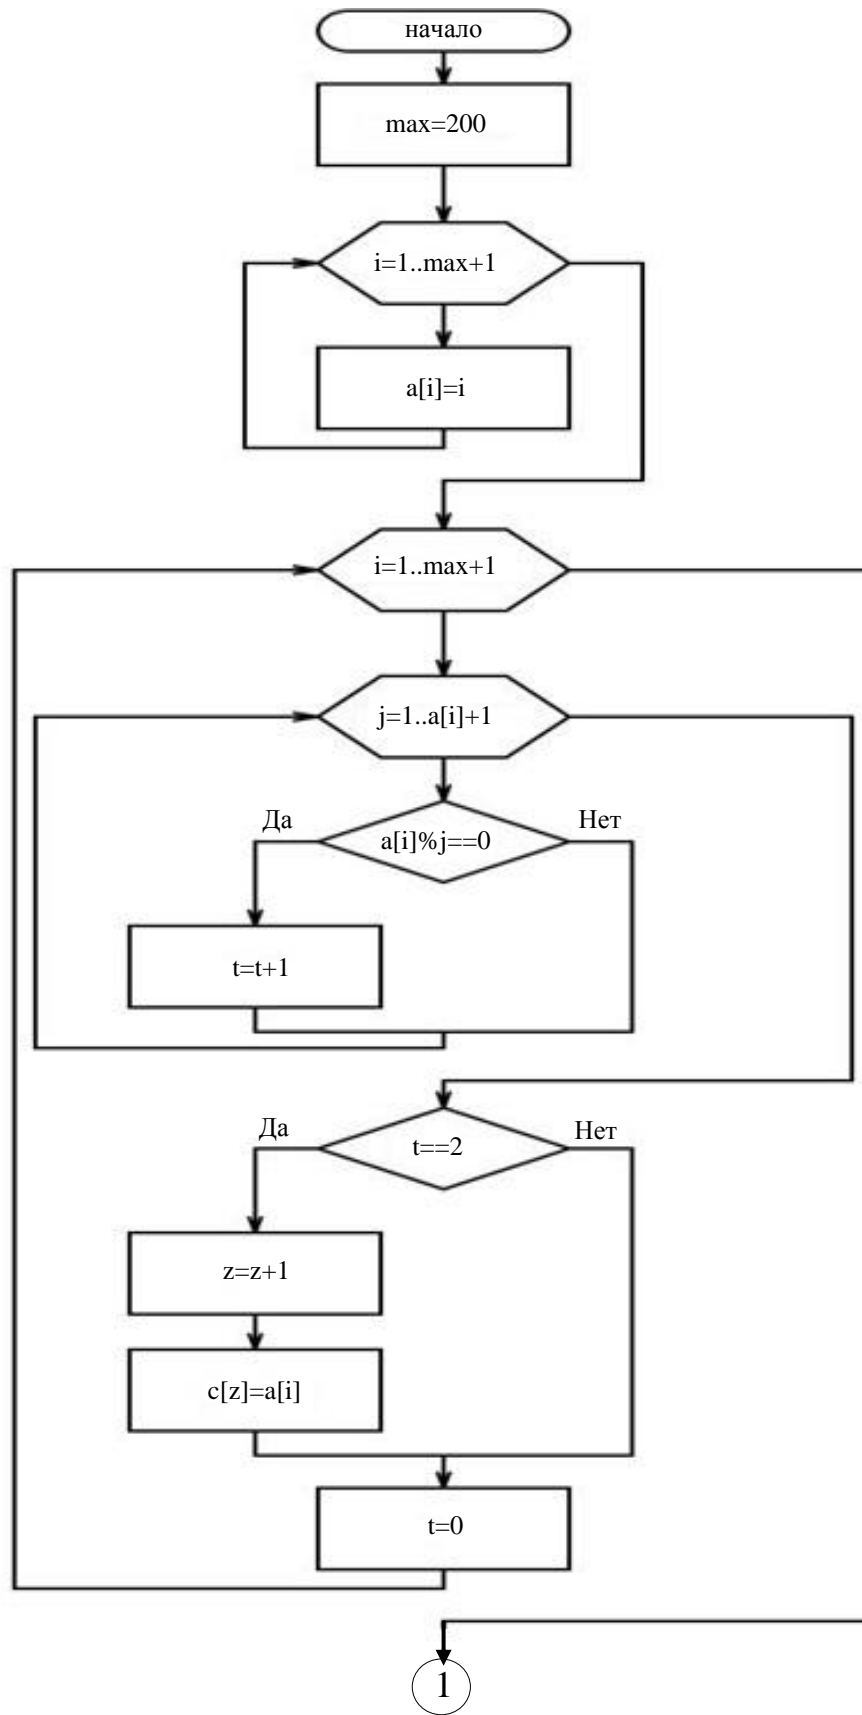 начало
max=200
i=1..max+1
a[i]=i
i=1..max+1
j=1..a[i]+1
Да
a[i]%j==0
Нет
t=t+1
Да
t==2
Нет
z=z+1
c[z]=a[i]
t=0
1